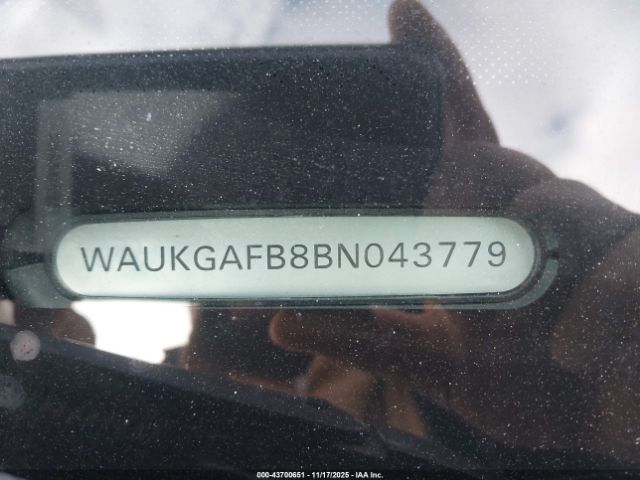 WAUKGAFB8BN043779
000-43700651 - 11/17/2025 - IAA Inc.